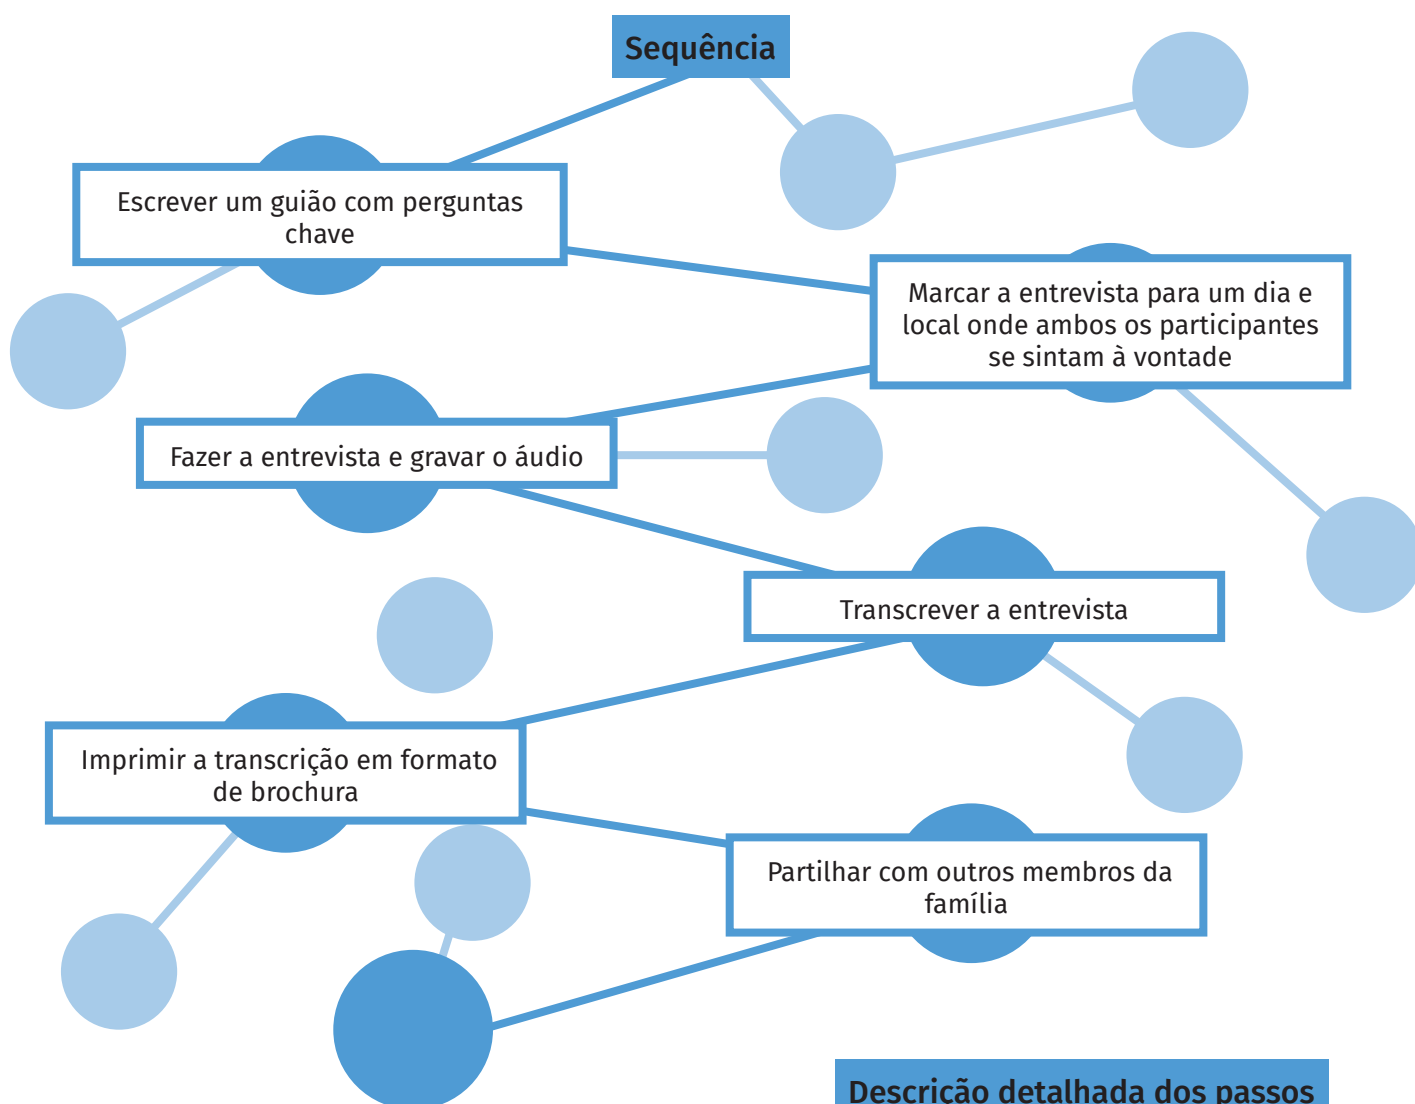 Sequência
Escrever um guião com perguntas
chave
Marcar a entrevista para um dia e
local onde ambos os participantes
se sintam à vontade
Fazer a entrevista e gravar o áudio
Transcrever a entrevista
Imprimir a transcrição em formato
de brochura
Partilhar com outros membros da
família
Descrição detalhada dos passos